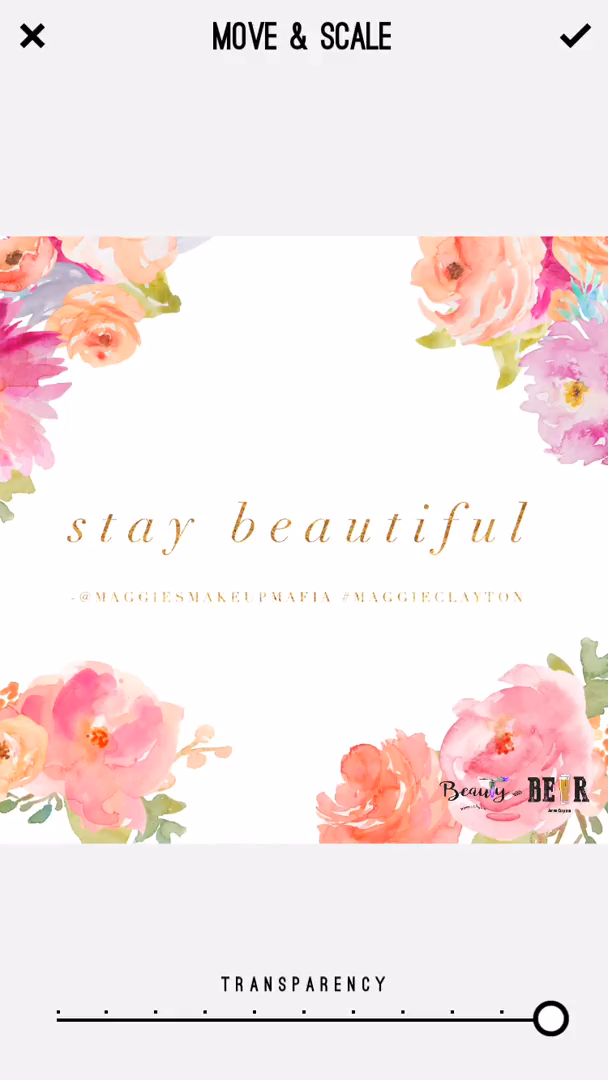 MOVE & SCALE
stay beautiful
-@MAGGIESMAKEUPMAFIA #MAGGIECLAYTON
Beauty BEER
TRANSPARENCY